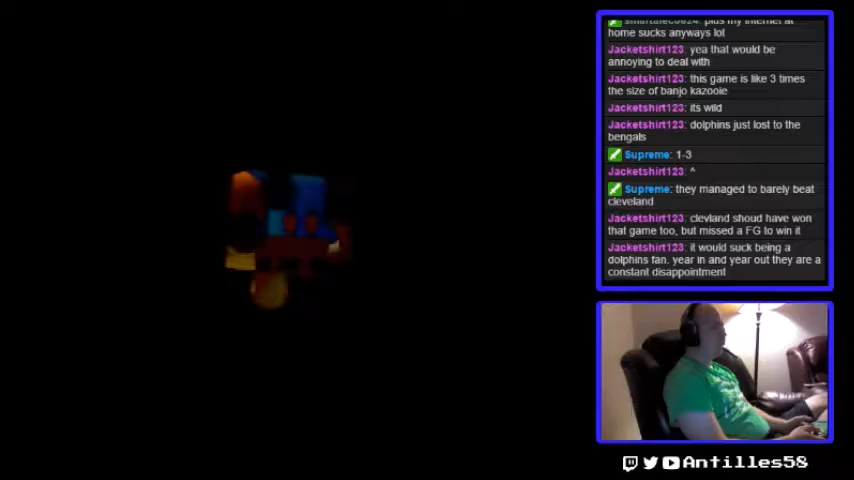 smartalec5624: plus my internet at
home sucks anyways lol
Jacketshirt123: yea that would be
annoying to deal with
Jacketshirt123: this game is like 3 times
the size of banjo kazooie
Jacketshirt123: its wild
Jacketshirt123: dolphins just lost to the
bengals
Supreme: 1-3
Jacketshirt123: ^
Supreme: they managed to barely beat
cleveland
Jacketshirt123: clevland shoud have won
that game too, but missed a FG to win it
Jacketshirt123: it would suck being a
dolphins fan. year in and year out they are a
constant disappointment
Antilles58